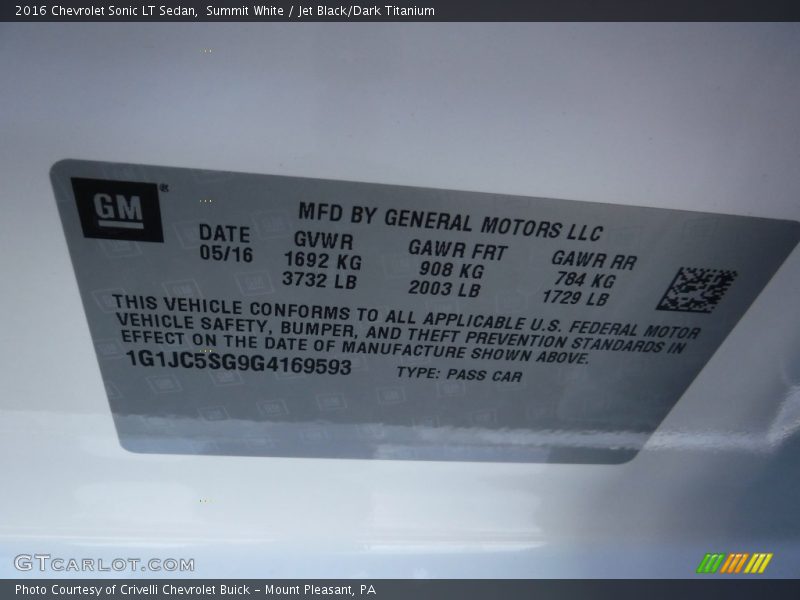 2016 Chevrolet Sonic LT Sedan,  Summit White / Jet Black/Dark Titanium
GM®
MFD BY GENERAL MOTORS LLC
DATE GVWR GAWR FRT GAWR RR
05/16 1692 KG 908 KG 784 KG
3732 LB 2003 LB 1729 LB
THIS VEHICLE CONFORMS TO ALL APPLICABLE U.S. FEDERAL MOTOR
VEHICLE SAFETY, BUMPER, AND THEFT PREVENTION STANDARDS IN
EFFECT ON THE DATE OF MANUFACTURE SHOWN ABOVE.
1G1JC5SG9G4169593 TYPE: PASS CAR
GTCARLOT.COM
Photo Courtesy of Crivelli Chevrolet Buick – Mount Pleasant, PA